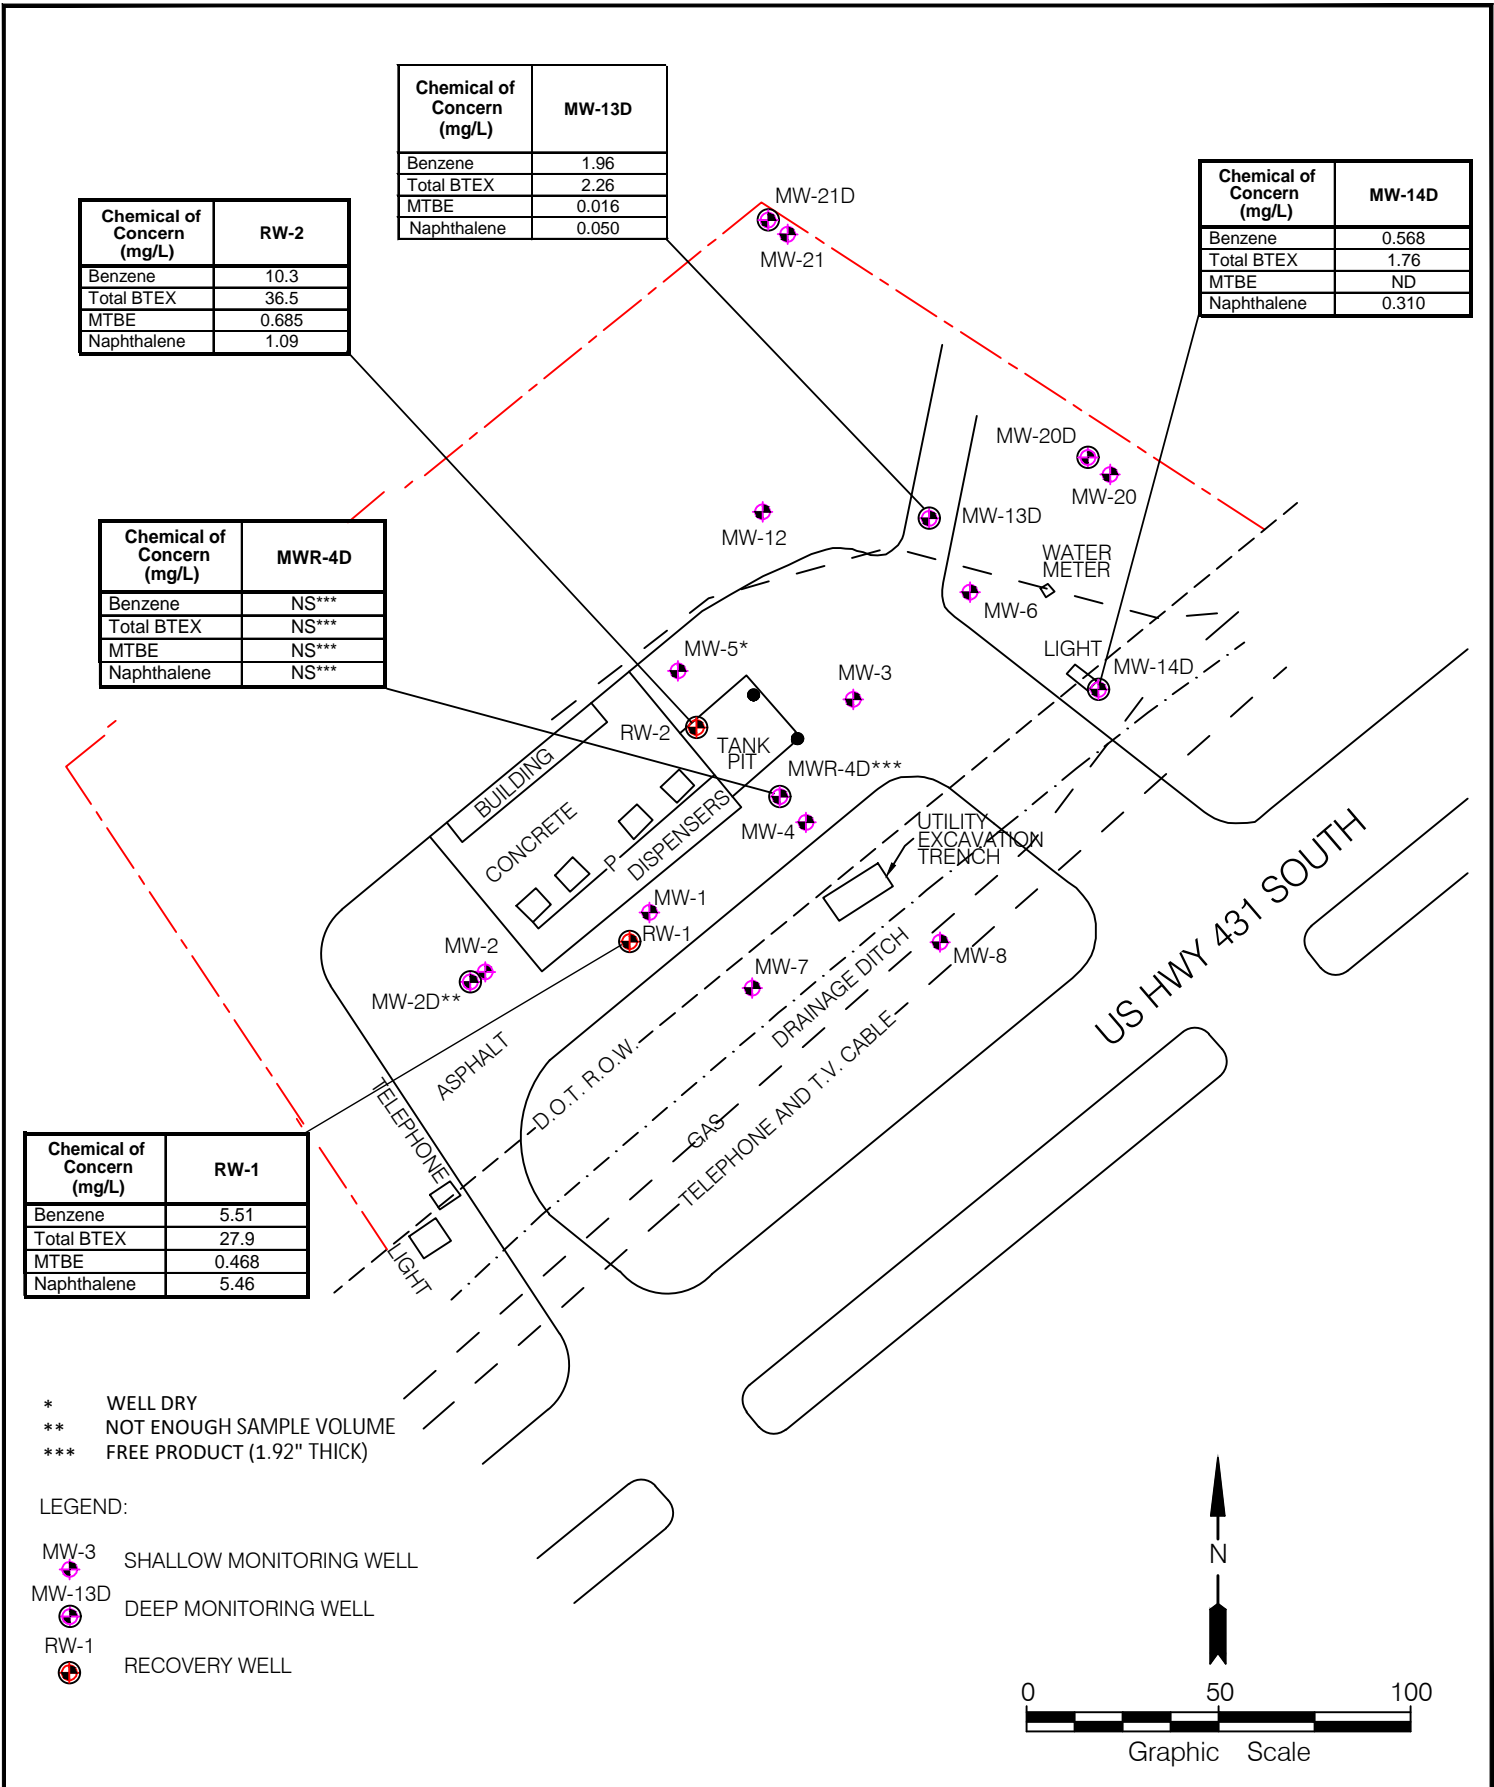 Chemical of
Concern
(mg/L)
MW-13D
Benzene 1.96
Total BTEX 2.26
MTBE 0.016
Naphthalene 0.050
Chemical of
Concern
(mg/L)
MW-14D
Benzene 0.568
Total BTEX 1.76
MTBE ND
Naphthalene 0.310
Chemical of
Concern
(mg/L)
RW-2
Benzene 10.3
Total BTEX 36.5
MTBE 0.685
Naphthalene 1.09
MW-21D
MW-21
MW-20D
MW-20
MW-12
MW-13D
Chemical of
Concern
(mg/L)
MWR-4D
Benzene NS***
Total BTEX NS***
MTBE NS***
Naphthalene NS***
WATER
METER
MW-6
MW-5*
LIGHT
MW-14D
MW-3
RW-2
TANK
PIT
MWR-4D***
BUILDING
CONCRETE
P
DISPENSERS
MW-4
UTILITY
EXCAVATION
TRENCH
MW-1
RW-1
MW-2
MW-2D**
MW-7
MW-8
DRAINAGE DITCH
US HWY 431 SOUTH
ASPHALT
D.O.T. R.O.W.
GAS
TELEPHONE AND T.V. CABLE
TELEPHONE
LIGHT
Chemical of
Concern
(mg/L)
RW-1
Benzene 5.51
Total BTEX 27.9
MTBE 0.468
Naphthalene 5.46
* WELL DRY
** NOT ENOUGH SAMPLE VOLUME
*** FREE PRODUCT (1.92" THICK)
LEGEND:
MW-3
SHALLOW MONITORING WELL
MW-13D
DEEP MONITORING WELL
RW-1
RECOVERY WELL
N
0 50 100
Graphic Scale